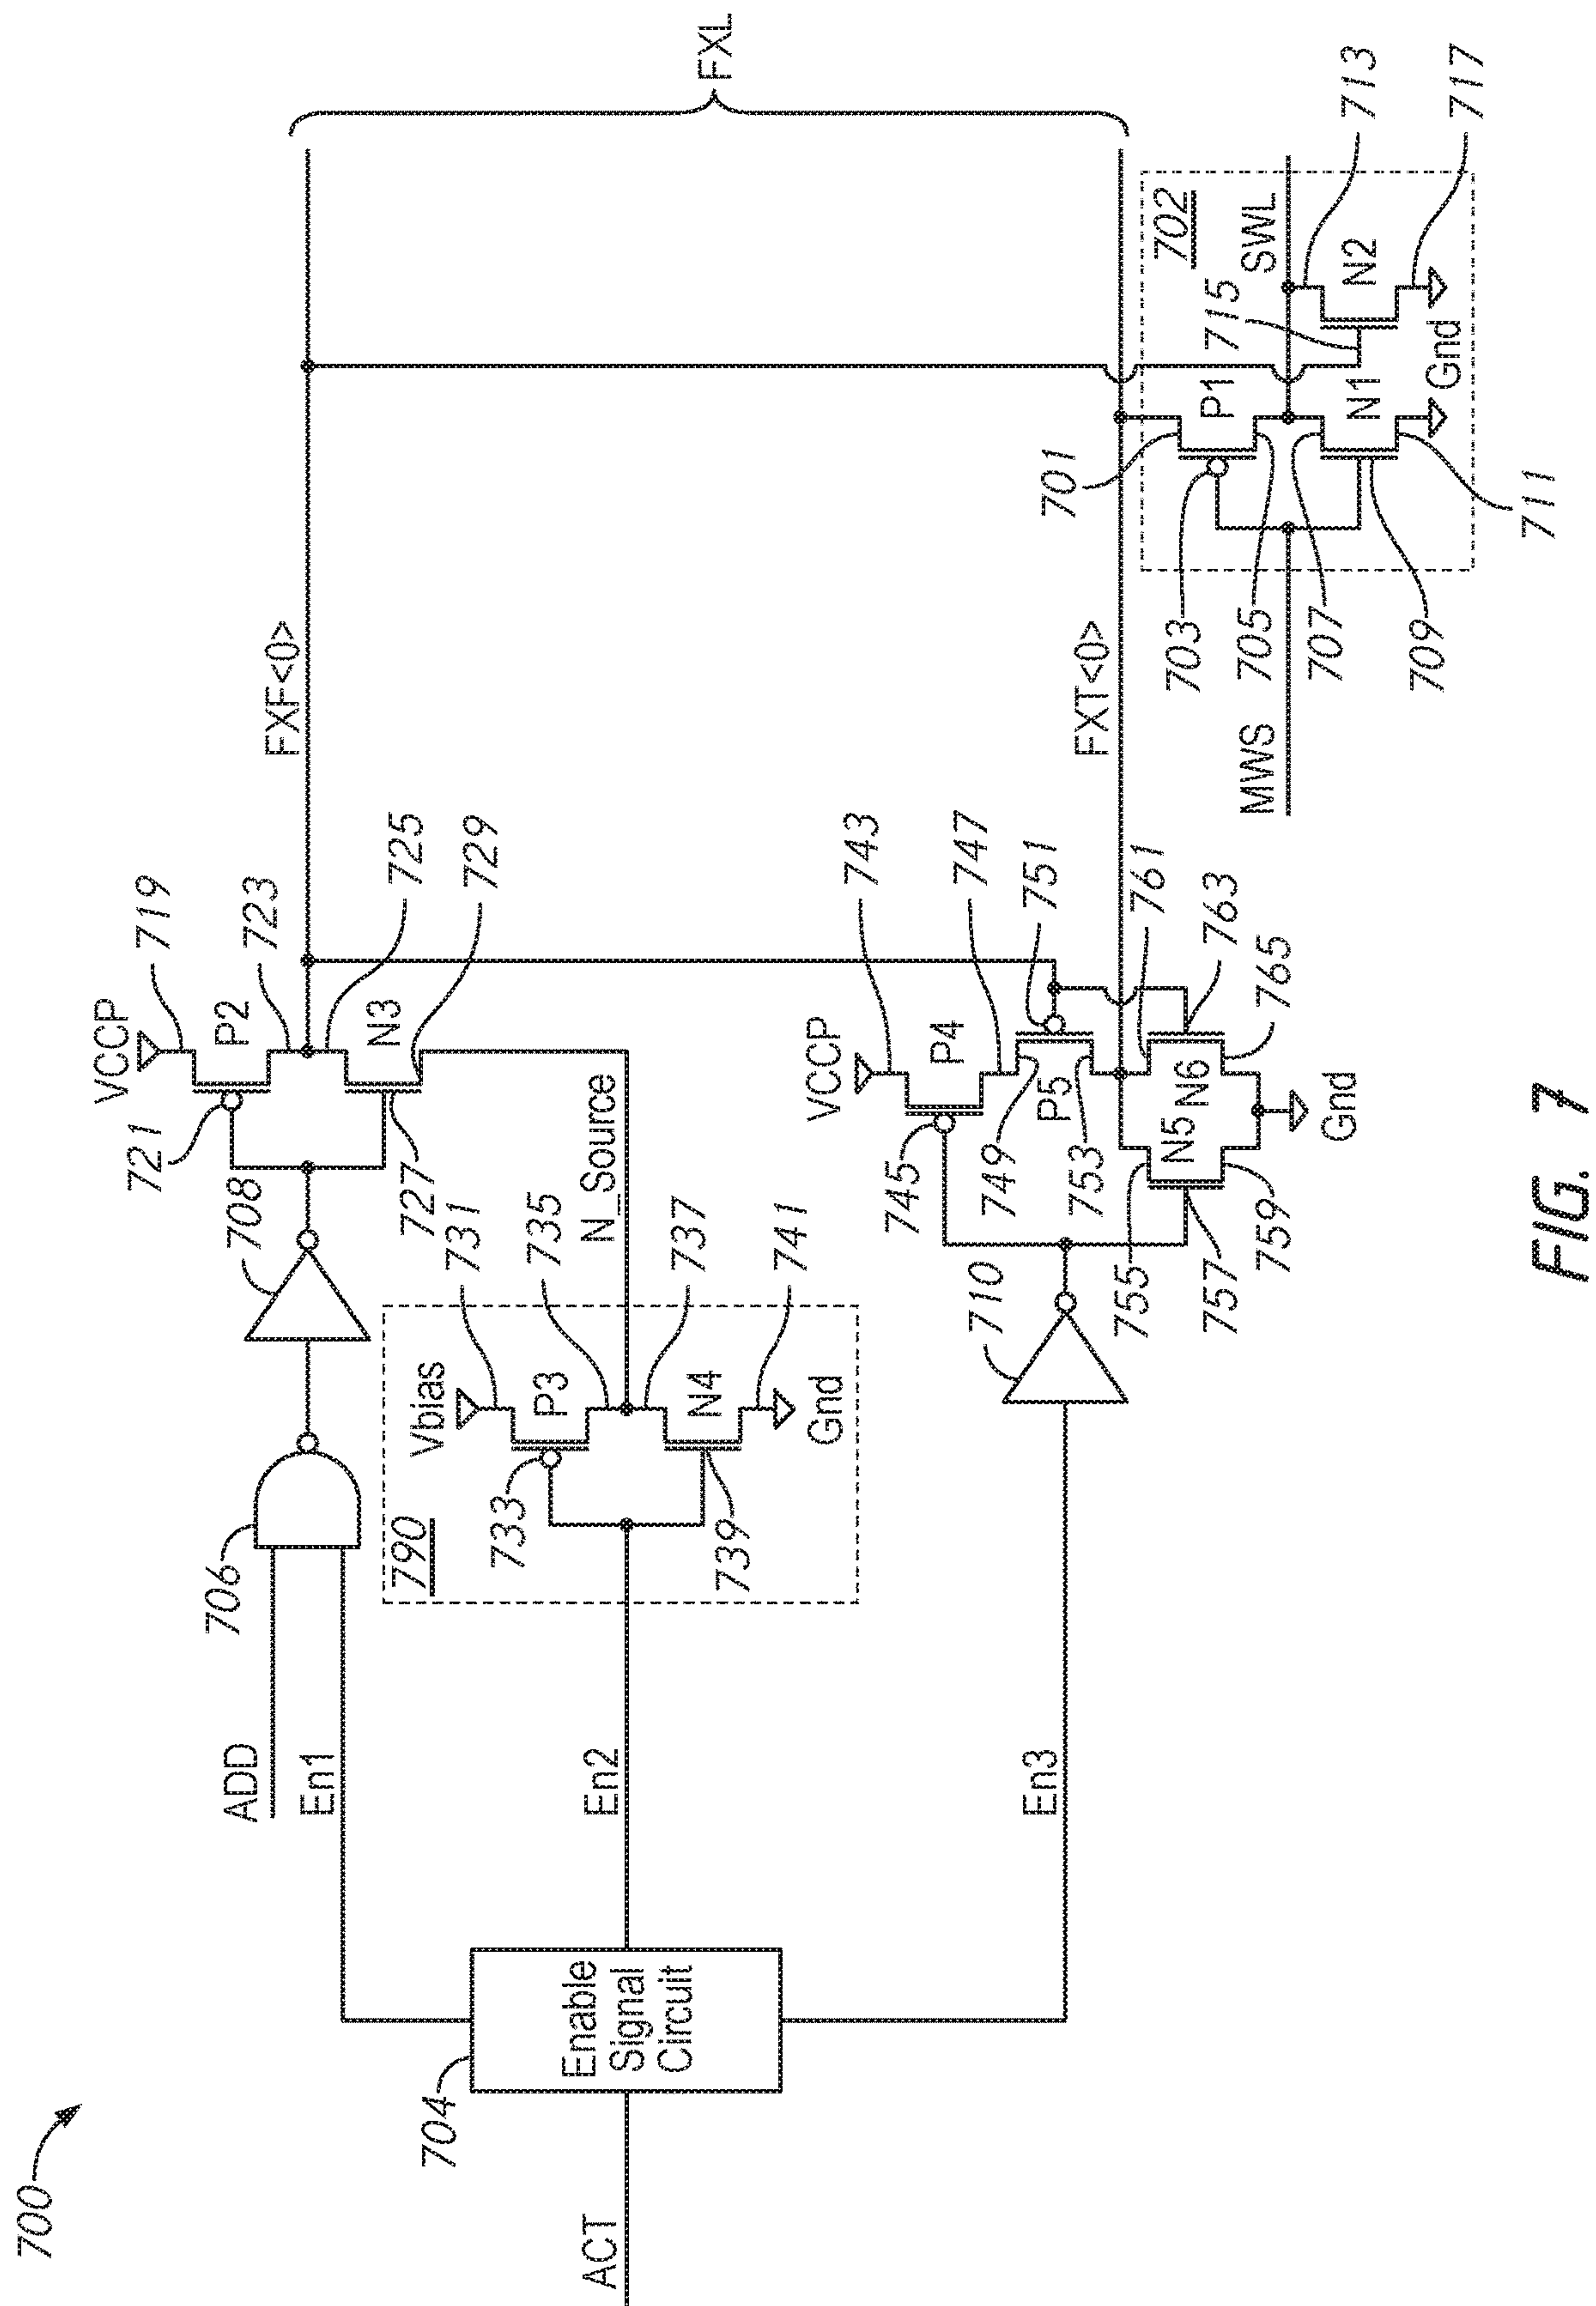 700
ACT
704
Enable
Signal
Circuit
ADD
En1
En2
En3
706
708
790
Vbias
731
733
P3
735
737
N4
739
741
Gnd
N_Source
VCCP
719
721
P2
723
725
N3
727
729
FXF<0>
710
VCCP
743
745
P4
747
749
P5
751
753
755
N5
757
759
761
N6
763
765
Gnd
FXT<0>
MWS
702
701
703
P1
705
707
N1
709
711
715
SWL
713
N2
717
Gnd
FXL
FIG. 7